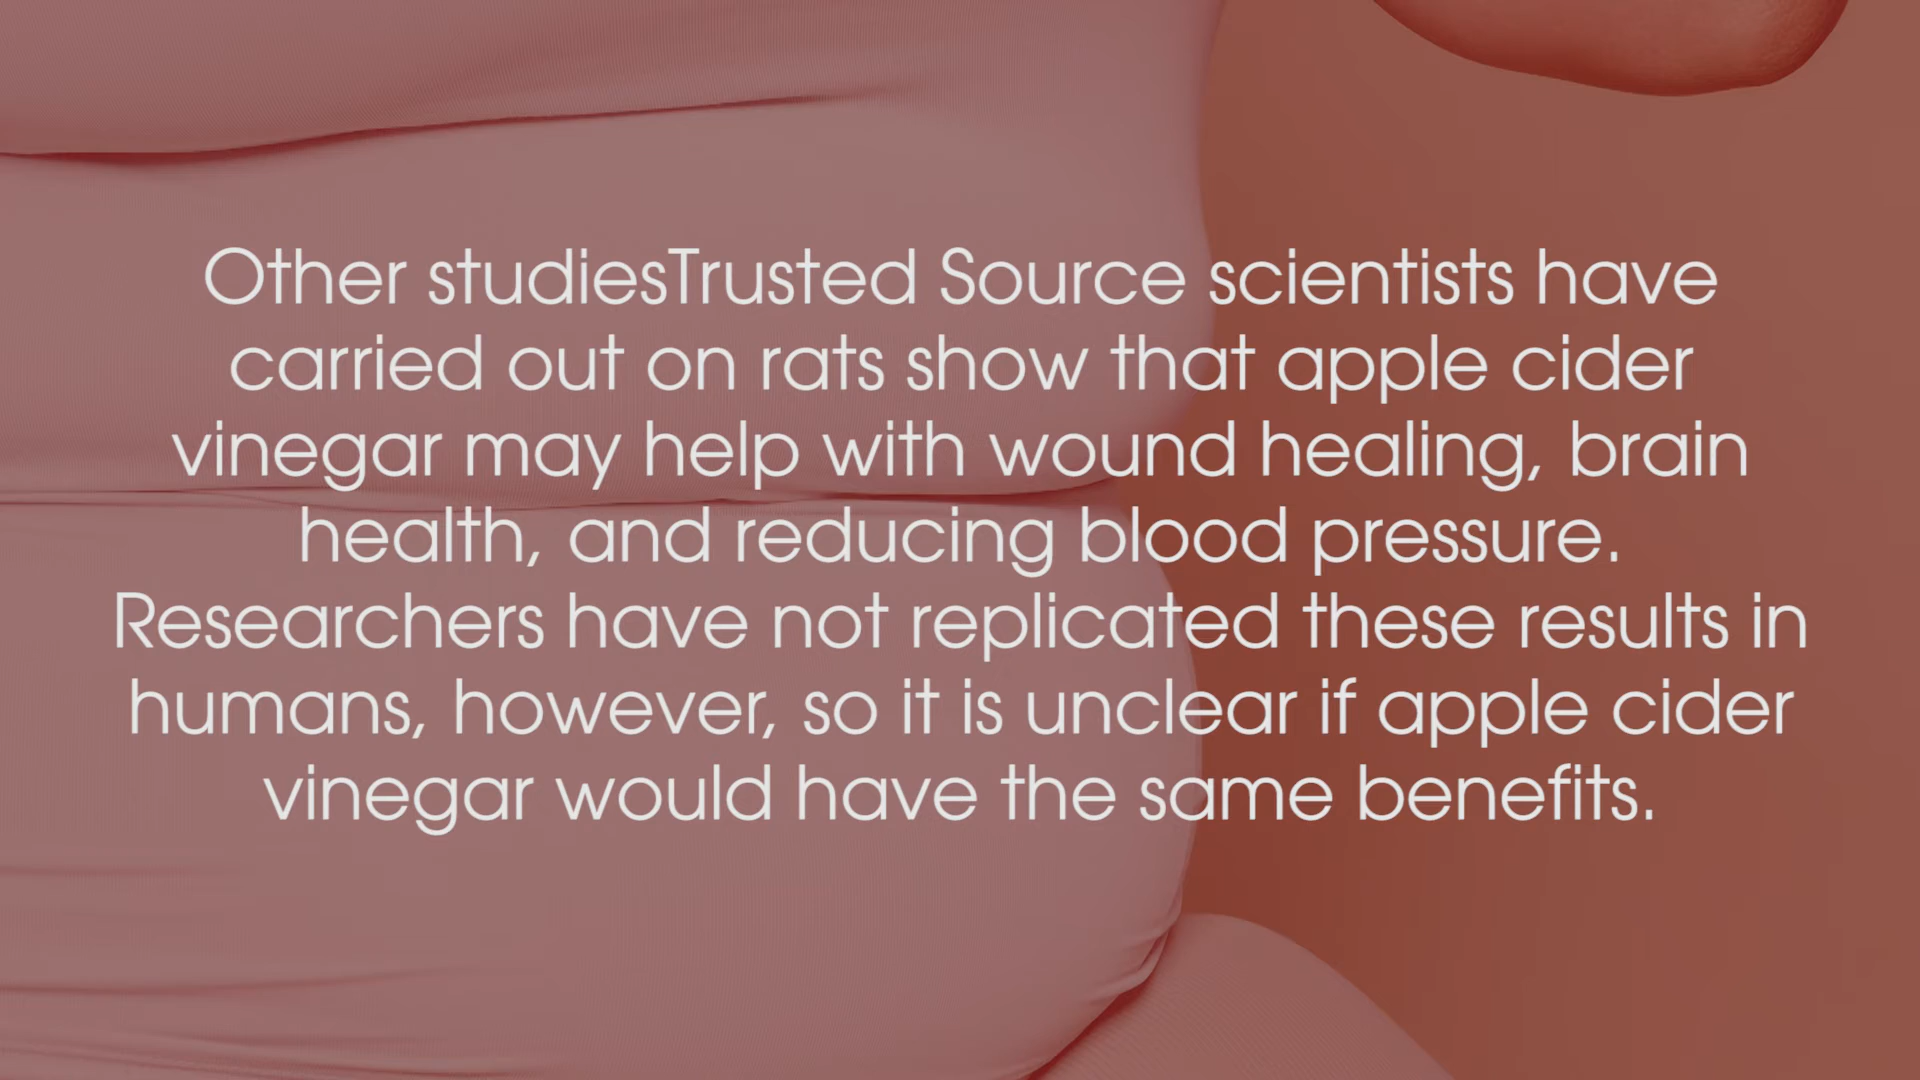 Other studiesTrusted Source scientists have
carried out on rats show that apple cider
vinegar may help with wound healing, brain
health, and reducing blood pressure.
Researchers have not replicated these results in
humans, however, so it is unclear if apple cider
vinegar would have the same benefits.